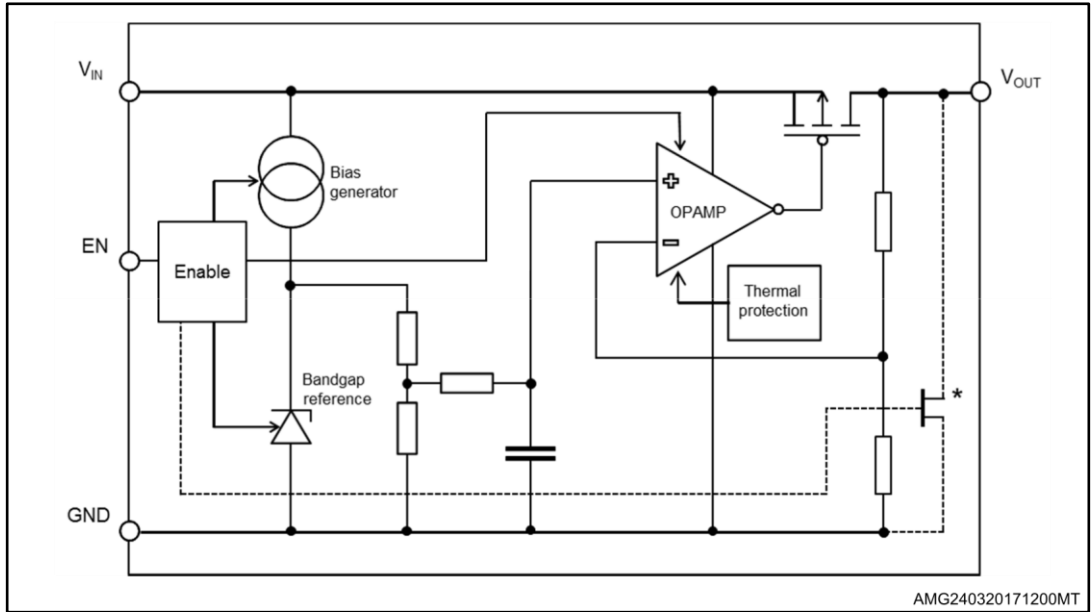 V_IN
V_OUT
Bias
generator
OPAMP
EN
Enable
Thermal
protection
Bandgap
reference
*
GND
AMG240320171200MT